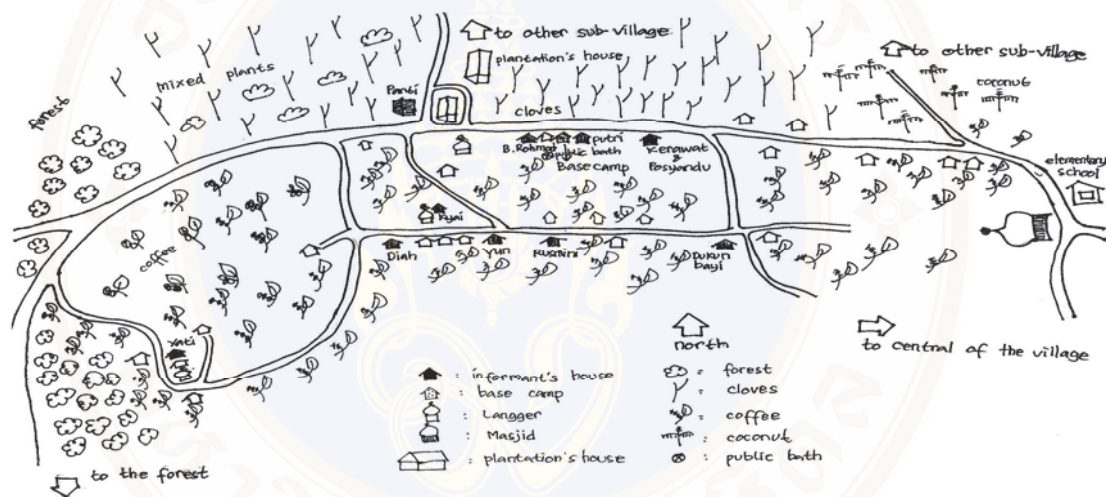 to other sub-village
plantation's house
to other sub-village
mixed plants
coconut
forest
Panti
cloves
B.Rohmat
putri
public bath
Base camp
Kerawat
&
Posyandu
elementary
school
Kyai
coffee
Diah
Yun
Dukun
bayi
Yati
north
to central of the village
: informant's house
: base camp
: Langger
: Masjid
: plantation's house
= forest
= cloves
= coffee
= coconut
: public bath
to the forest